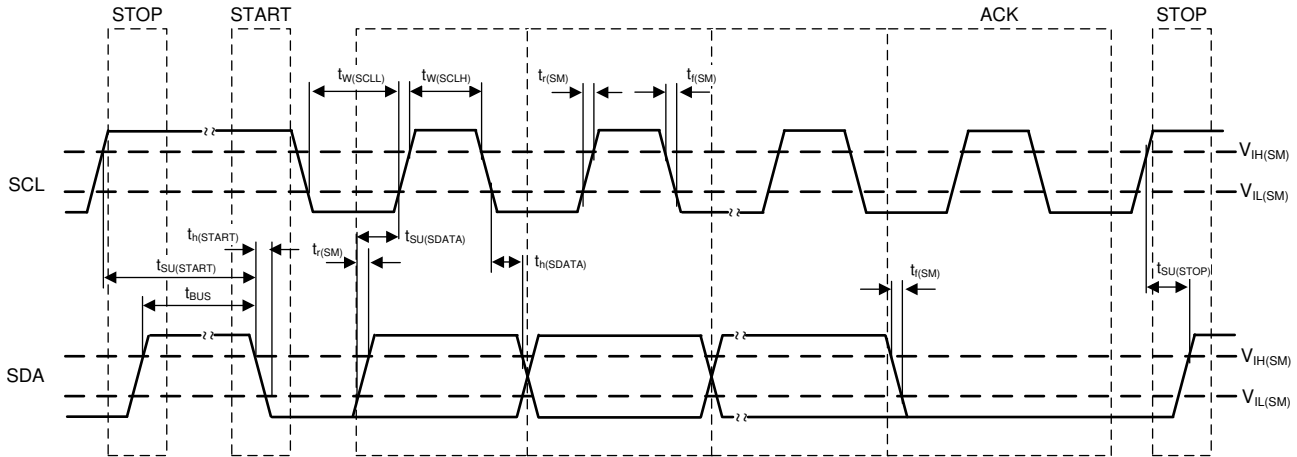 STOP START ACK STOP
tW(SCLL) tW(SCLH) tr(SM) tf(SM)
VIH(SM)
SCL
VIL(SM)
th(START) tr(SM) tSU(SDATA)
tSU(START) th(SDATA) tf(SM) tSU(STOP)
tBUS
VIH(SM)
SDA
VIL(SM)